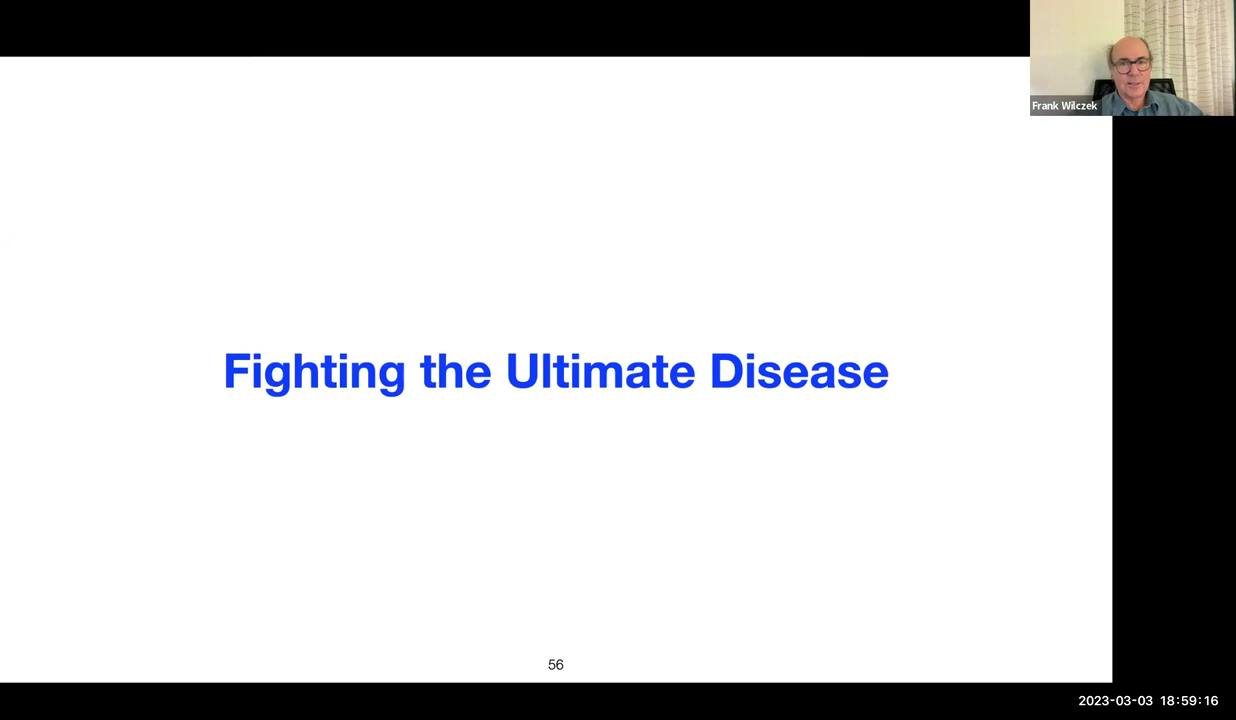 Frank Wilczek
Fighting the Ultimate Disease
56
2023-03-03 18:59:16